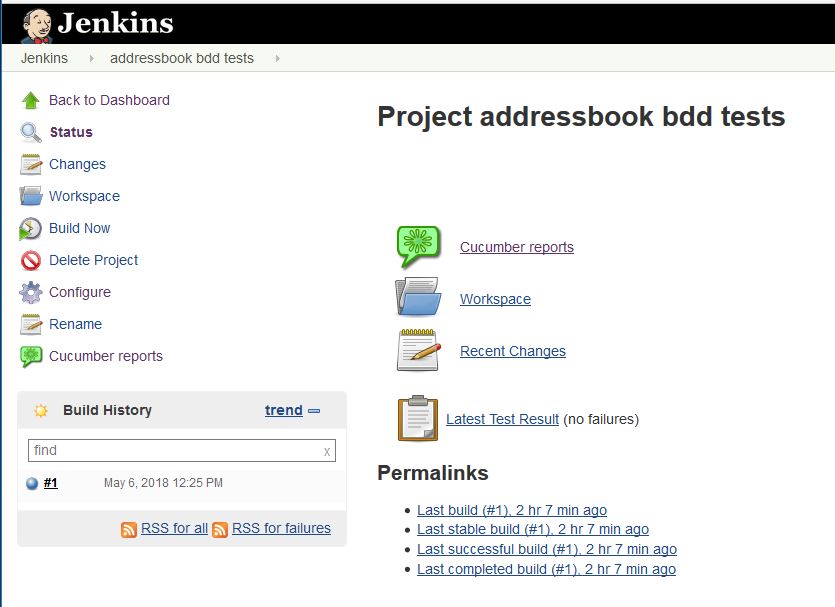 Jenkins
Jenkins addressbook bdd tests
Back to Dashboard
Status
Changes
Workspace
Build Now
Delete Project
Configure
Rename
Cucumber reports
Build History trend
find x
#1 May 6, 2018 12:25 PM
RSS for all RSS for failures
Project addressbook bdd tests
Cucumber reports
Workspace
Recent Changes
Latest Test Result (no failures)
Permalinks
Last build (#1), 2 hr 7 min ago
Last stable build (#1), 2 hr 7 min ago
Last successful build (#1), 2 hr 7 min ago
Last completed build (#1), 2 hr 7 min ago